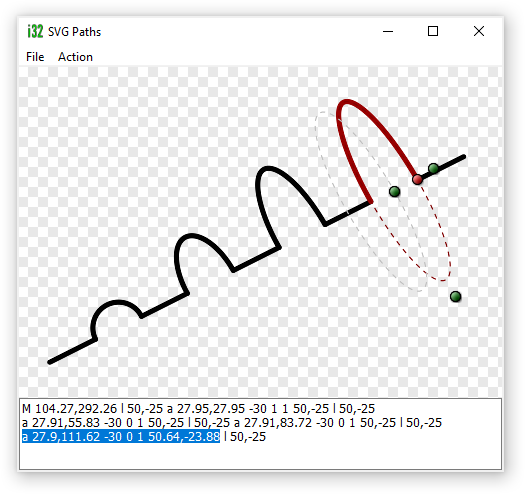 i32 SVG Paths
File Action
M 104.27,292.26 l 50,-25 a 27.95,27.95 -30 1 1 50,-25 l 50,-25
a 27.91,55.83 -30 0 1 50,-25 l 50,-25 a 27.91,83.72 -30 0 1 50,-25 l 50,-25
a 27.9,111.62 -30 0 1 50.64,-23.88 l 50,-25